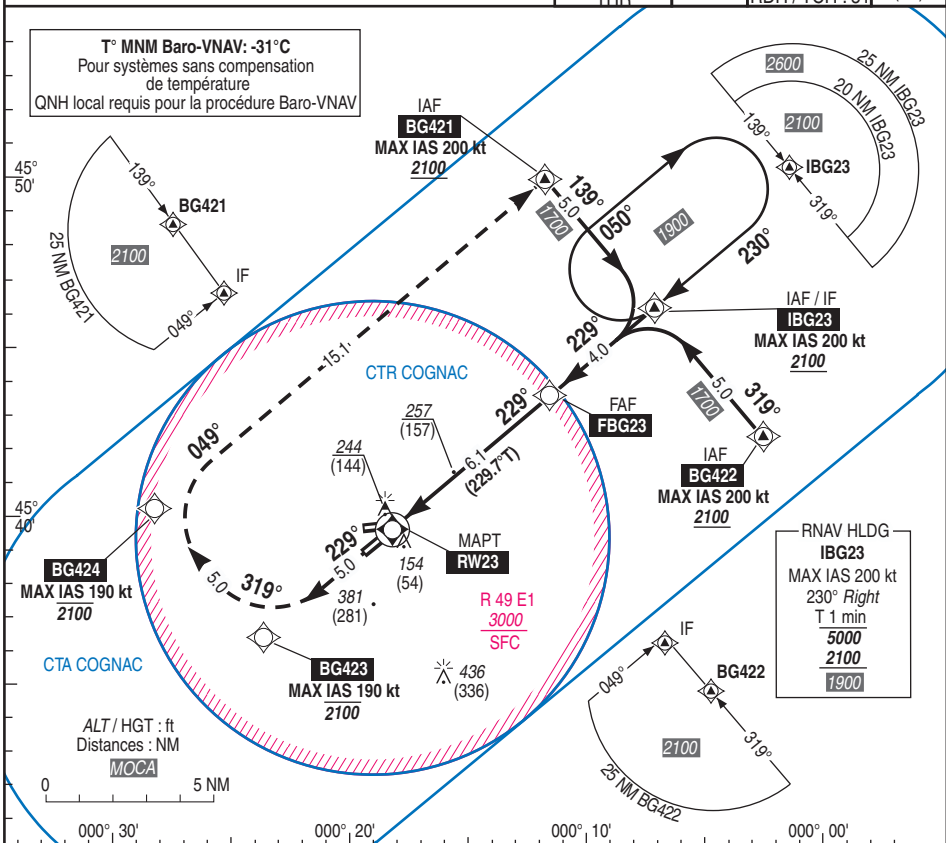 T° MNM Baro-VNAV: -31°C
Pour systèmes sans compensation
de température
QNH local requis pour la procédure Baro-VNAV
IAF
BG421
MAX IAS 200 kt
2100
2600
25 NM IBG23
20 NM IBG23
2100
139°
IBG23
319°
45°
50'
139°
BG421
2100
IF
049°
25 NM BG421
139°
5.0
1700
050°
1900
230°
IAF / IF
IBG23
MAX IAS 200 kt
2100
229°
4.0
15.1
CTR COGNAC
229°
FAF
FBG23
5.0
319°
1700
IAF
BG422
MAX IAS 200 kt
2100
049°
257
(157)
244
(144)
6.1
(229.7°T)
45°
40'
MAPT
RW23
229°
5.0
154
(54)
BG424
MAX IAS 190 kt
2100
5.0
319°
381
(281)
R 49 E1
3000
SFC
RNAV HLDG
IBG23
MAX IAS 200 kt
230° Right
T 1 min
5000
2100
1900
CTA COGNAC
BG423
MAX IAS 190 kt
2100
436
(336)
IF
049°
BG422
2100
319°
25 NM BG422
ALT / HGT : ft
Distances : NM
MOCA
0 5 NM
000° 30'
000° 20'
000° 10'
000° 00'